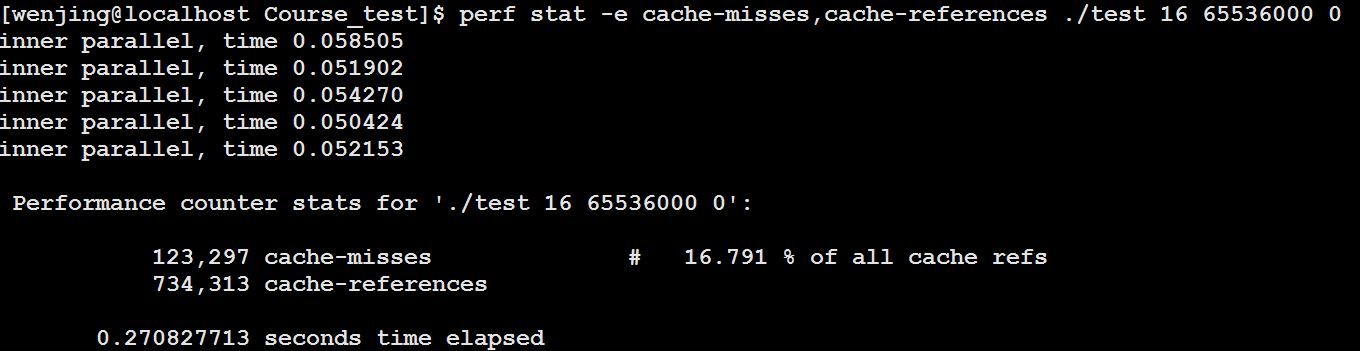 [wenjing@localhost Course_test]$ perf stat -e cache-misses,cache-references ./test 16 65536000 0
inner parallel, time 0.058505
inner parallel, time 0.051902
inner parallel, time 0.054270
inner parallel, time 0.050424
inner parallel, time 0.052153
Performance counter stats for './test 16 65536000 0':
123,297 cache-misses # 16.791 % of all cache refs
734,313 cache-references
0.270827713 seconds time elapsed